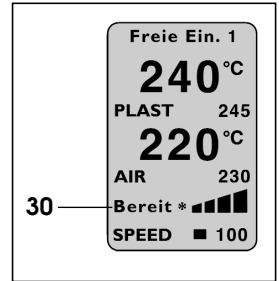 Freie Ein. 1
240°C
PLAST 245
220°C
AIR 230
30 Bereit *
SPEED 100